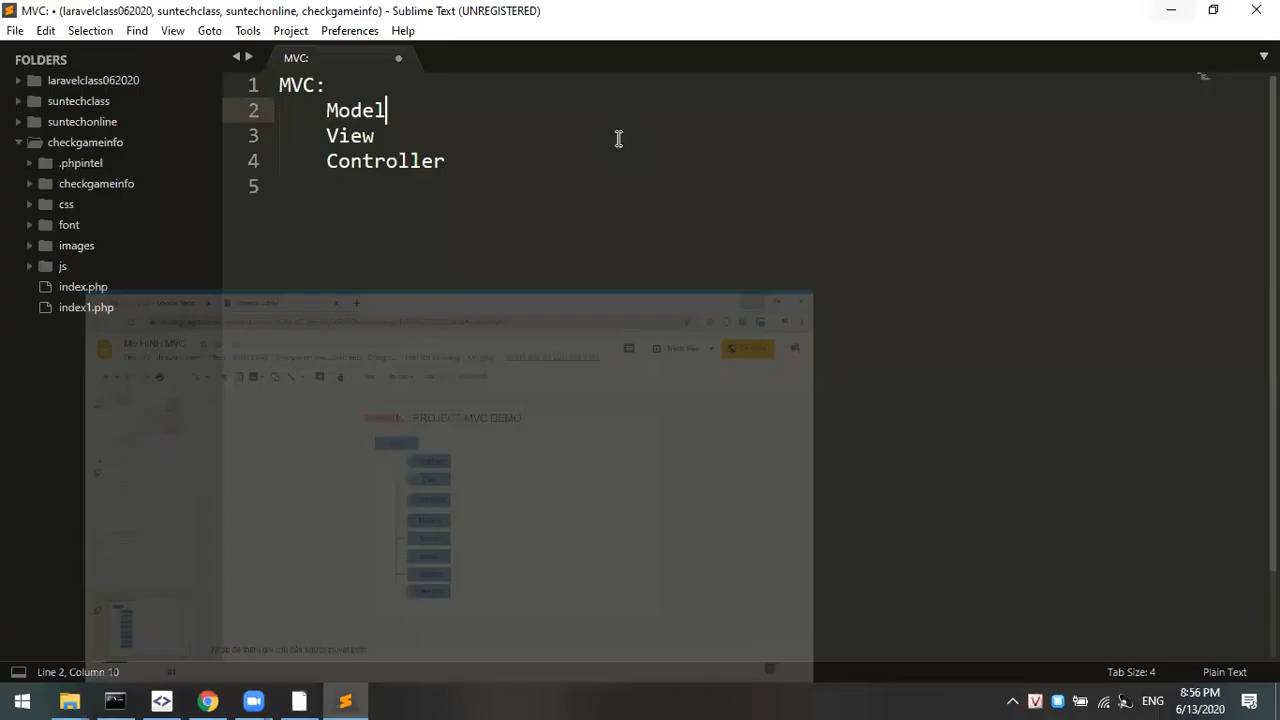 MVC: • (laravelclass062020, suntechclass, suntechonline, checkgameinfo) - Sublime Text (UNREGISTERED)
File Edit Selection Find View Goto Tools Project Preferences Help
FOLDERS
laravelclass062020
suntechclass
suntechonline
checkgameinfo
.phpintel
checkgameinfo
css
font
images
js
index.php
index1.php
MVC:
1 MVC:
2 Model
3 View
4 Controller
5
PROJECT MVC DEMO
Line 2, Column 10
Tab Size: 4
Plain Text
ENG
8:56 PM
6/13/2020